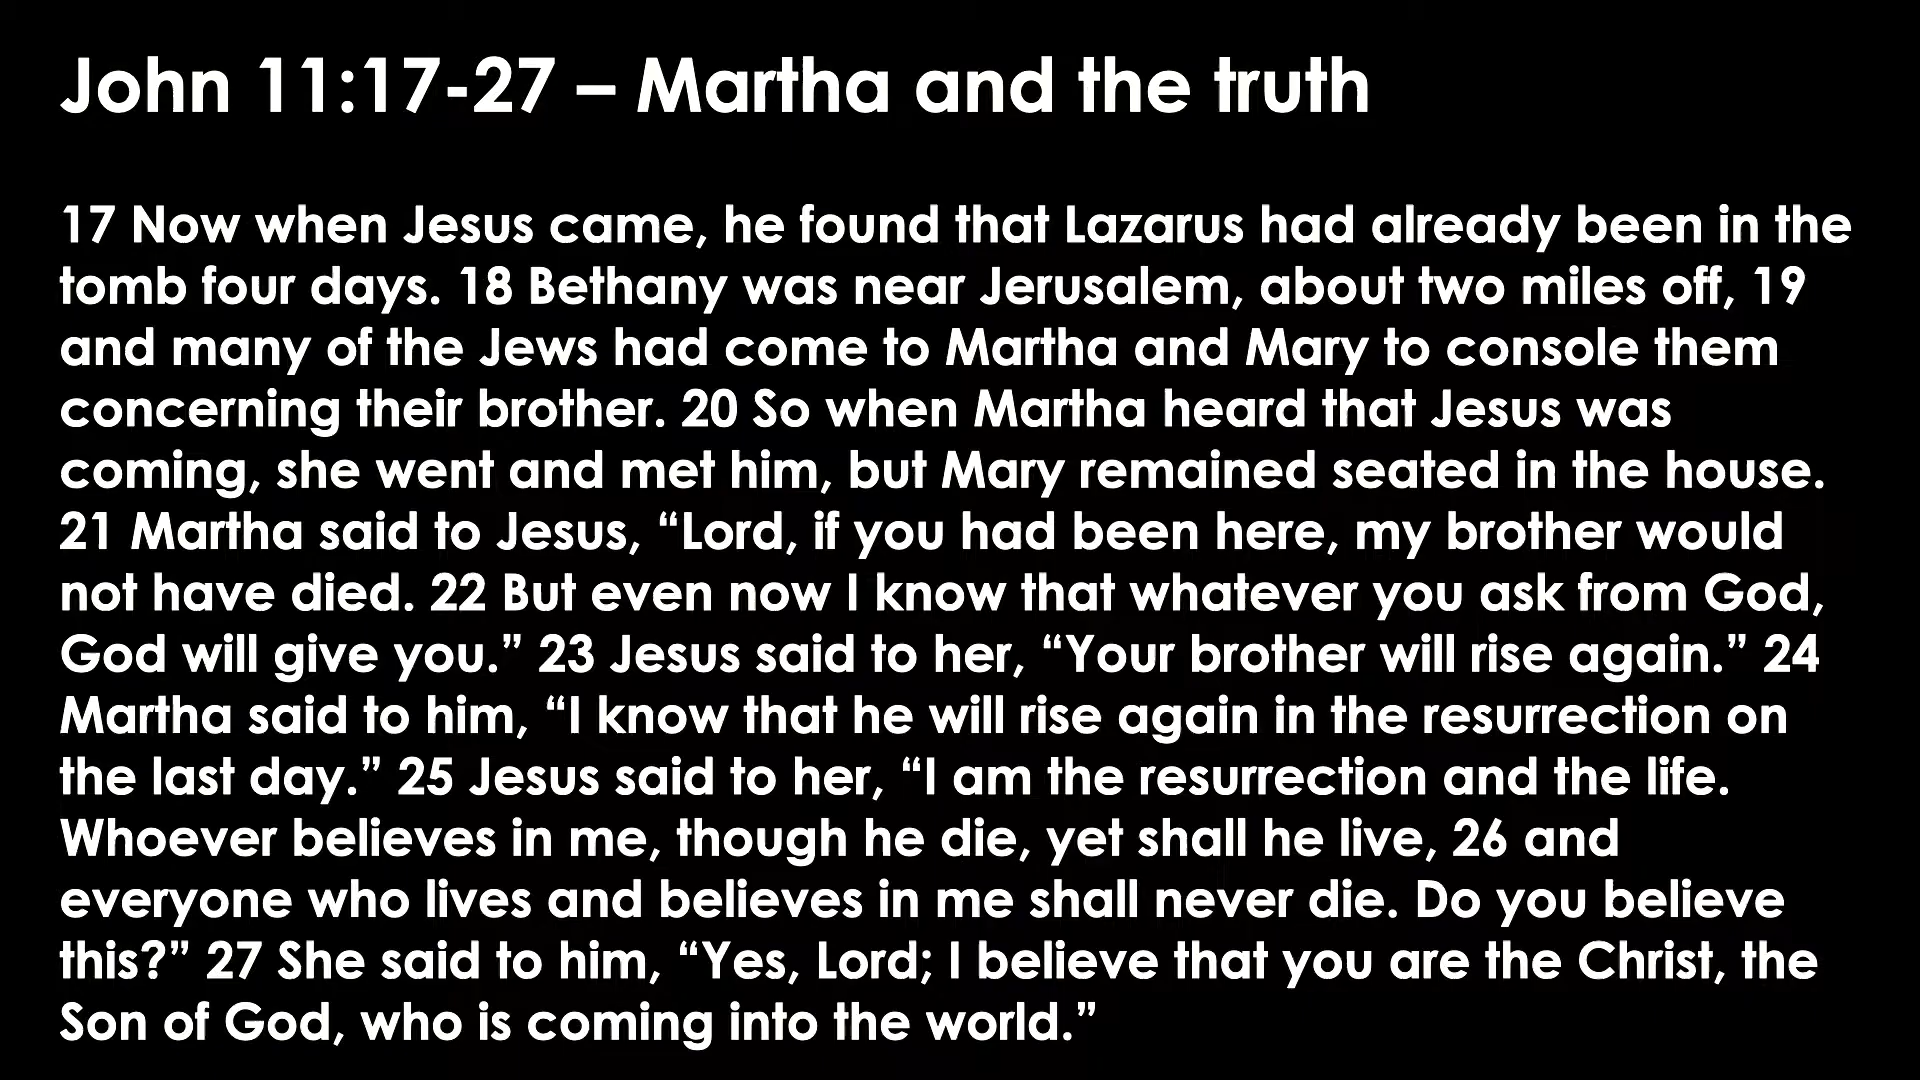 John 11:17-27 – Martha and the truth
17 Now when Jesus came, he found that Lazarus had already been in the
tomb four days. 18 Bethany was near Jerusalem, about two miles off, 19
and many of the Jews had come to Martha and Mary to console them
concerning their brother. 20 So when Martha heard that Jesus was
coming, she went and met him, but Mary remained seated in the house.
21 Martha said to Jesus, “Lord, if you had been here, my brother would
not have died. 22 But even now I know that whatever you ask from God,
God will give you.” 23 Jesus said to her, “Your brother will rise again.” 24
Martha said to him, “I know that he will rise again in the resurrection on
the last day.” 25 Jesus said to her, “I am the resurrection and the life.
Whoever believes in me, though he die, yet shall he live, 26 and
everyone who lives and believes in me shall never die. Do you believe
this?” 27 She said to him, “Yes, Lord; I believe that you are the Christ, the
Son of God, who is coming into the world.”